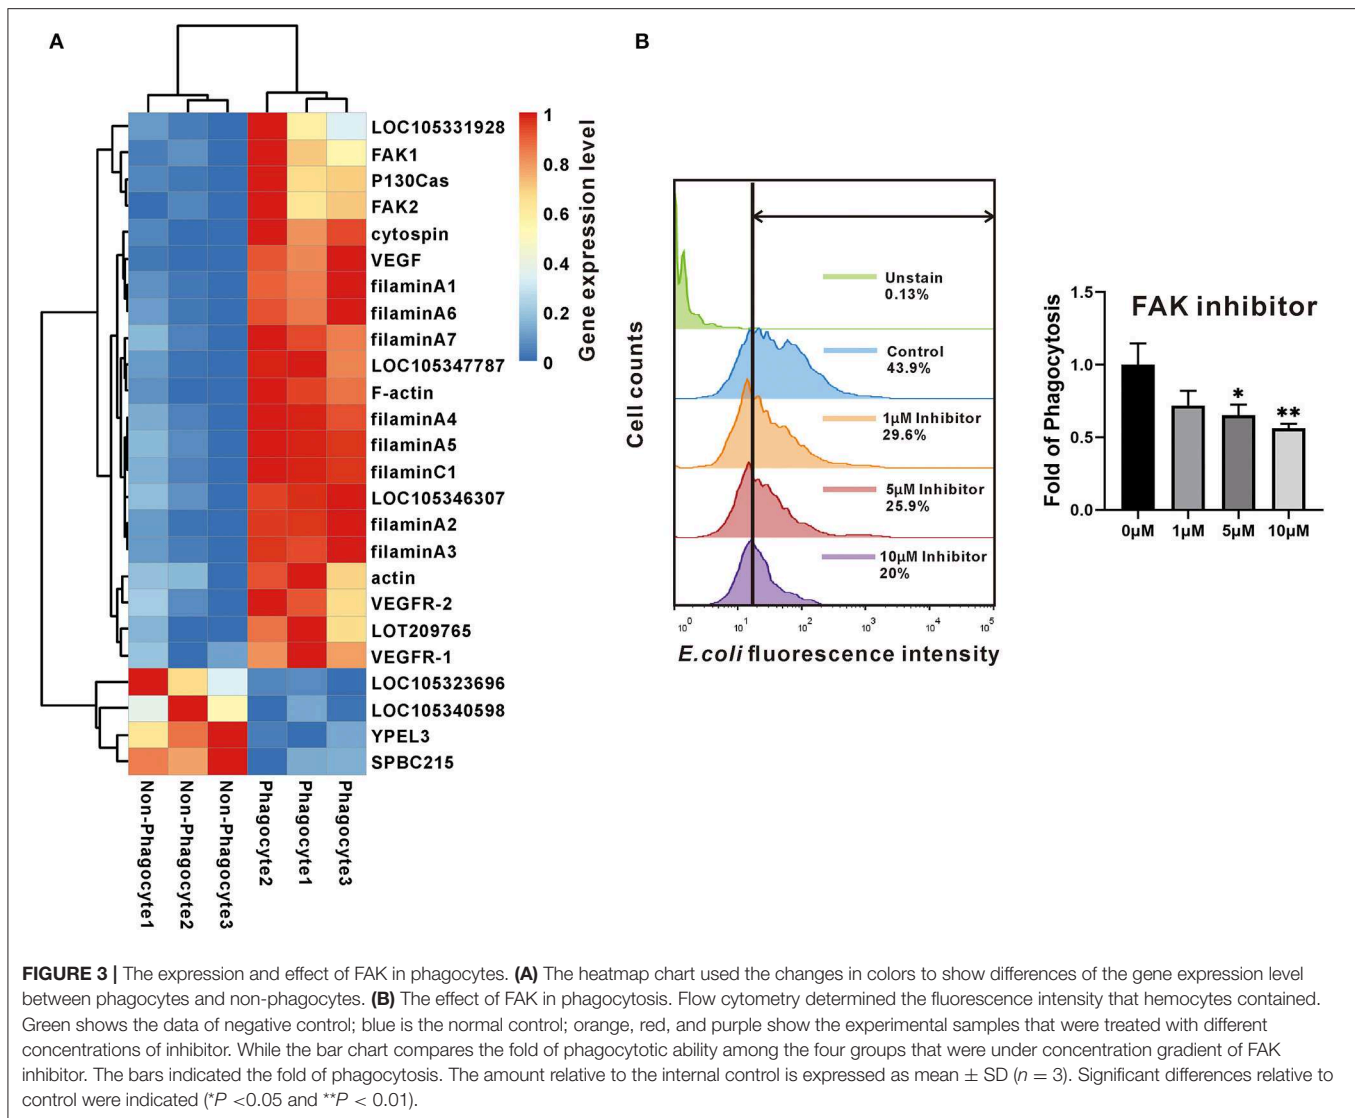 A
LOC105331928
FAK1
P130Cas
FAK2
cytospin
VEGF
filaminA1
filaminA6
filaminA7
LOC105347787
F-actin
filaminA4
filaminA5
filaminC1
LOC105346307
filaminA2
filaminA3
actin
VEGFR-2
LOT209765
VEGFR-1
LOC105323696
LOC105340598
YPEL3
SPBC215
Non-Phagocyte1
Non-Phagocyte2
Non-Phagocyte3
Phagocyte2
Phagocyte1
Phagocyte3
1
0.8
0.6
0.4
0.2
0
Gene expression level
B
Cell counts
Unstain
0.13%
Control
43.9%
1μM Inhibitor
29.6%
5μM Inhibitor
25.9%
10μM Inhibitor
20%
10^0 10^1 10^2 10^3 10^4 10^5
E.coli fluorescence intensity
FAK inhibitor
Fold of Phagocytosis
1.5
1.0
0.5
0.0
* **
0μM 1μM 5μM 10μM
FIGURE 3 | The expression and effect of FAK in phagocytes. (A) The heatmap chart used the changes in colors to show differences of the gene expression level
between phagocytes and non-phagocytes. (B) The effect of FAK in phagocytosis. Flow cytometry determined the fluorescence intensity that hemocytes contained.
Green shows the data of negative control; blue is the normal control; orange, red, and purple show the experimental samples that were treated with different
concentrations of inhibitor. While the bar chart compares the fold of phagocytotic ability among the four groups that were under concentration gradient of FAK
inhibitor. The bars indicated the fold of phagocytosis. The amount relative to the internal control is expressed as mean ± SD (n = 3). Significant differences relative to
control were indicated (*P <0.05 and **P < 0.01).